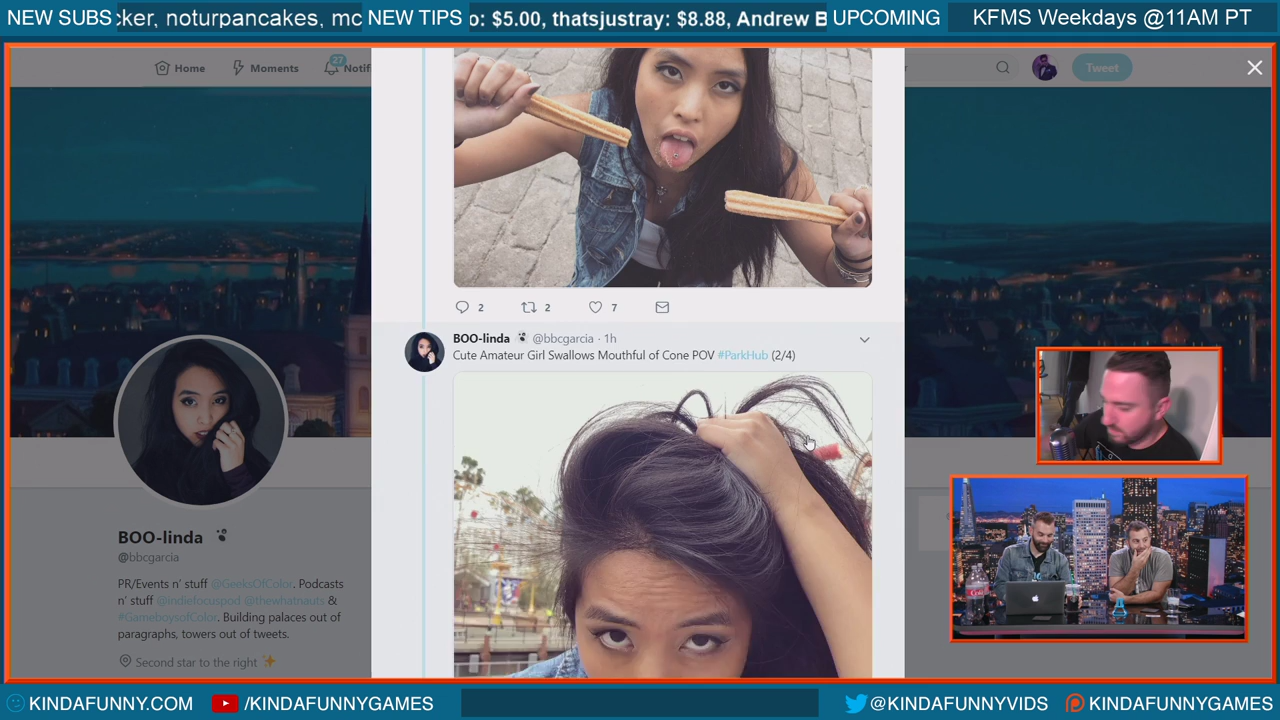 NEW SUBS cker, noturpancakes, mc NEW TIPS o: $5.00, thatsjustray: $8.88, Andrew B UPCOMING KFMS Weekdays @11AM PT
Home Moments 27 Notif Tweet
2 2 7
BOO-linda @bbcgarcia · 1h
Cute Amateur Girl Swallows Mouthful of Cone POV #ParkHub (2/4)
BOO-linda
@bbcgarcia
PR/Events n' stuff @GeeksOfColor. Podcasts
n' stuff @indiefocuspod @thewhatnauts &
#GameboysofColor. Building palaces out of
paragraphs, towers out of tweets.
Second star to the right
KINDAFUNNY.COM /KINDAFUNNYGAMES @KINDAFUNNYVIDS KINDAFUNNYGAMES